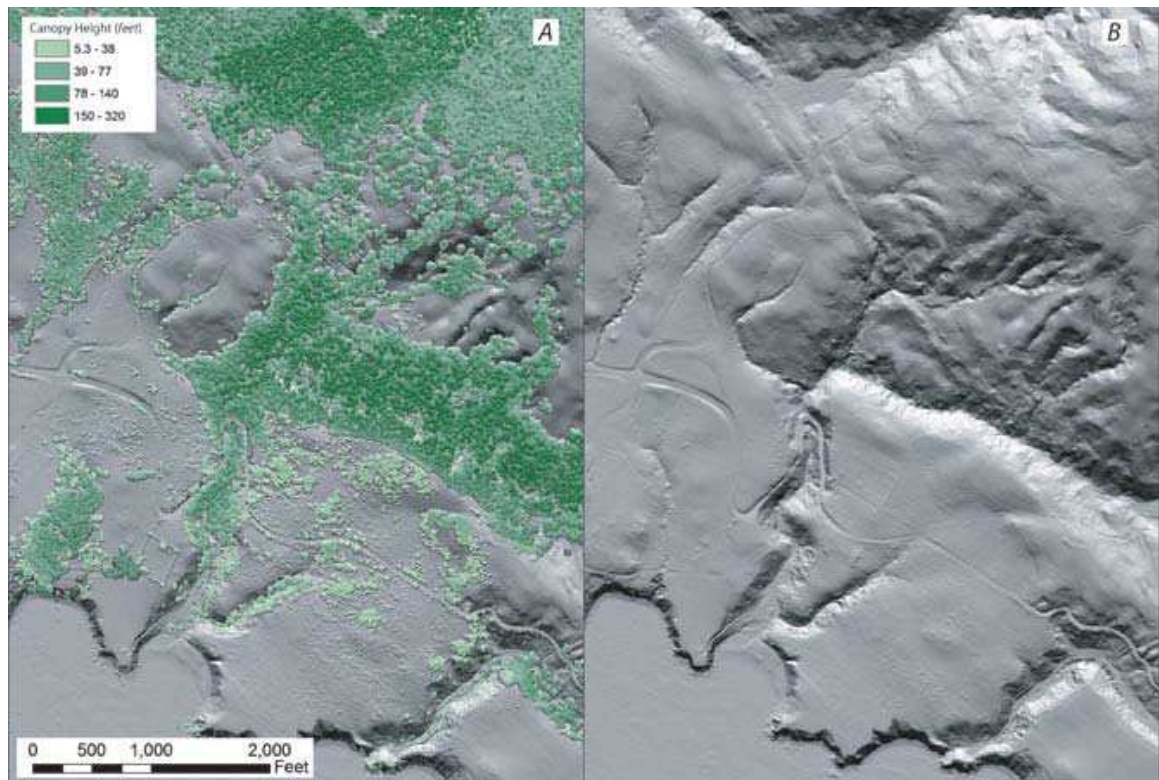 Canopy Height (feet)
5.3 - 38
39 - 77
78 - 140
150 - 320
A
B
0 500 1,000 2,000
Feet